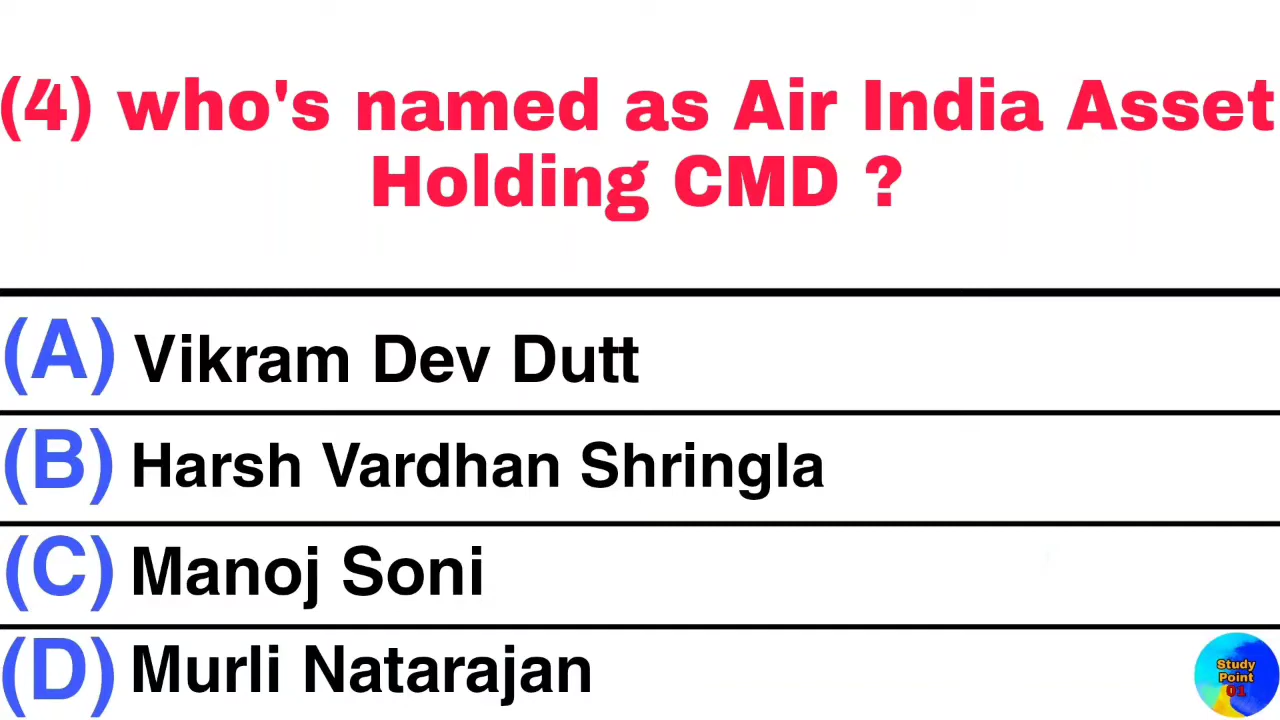 (4) who's named as Air India Asset
Holding CMD ?
(A) Vikram Dev Dutt
(B) Harsh Vardhan Shringla
(C) Manoj Soni
(D) Murli Natarajan
Study
Point
01